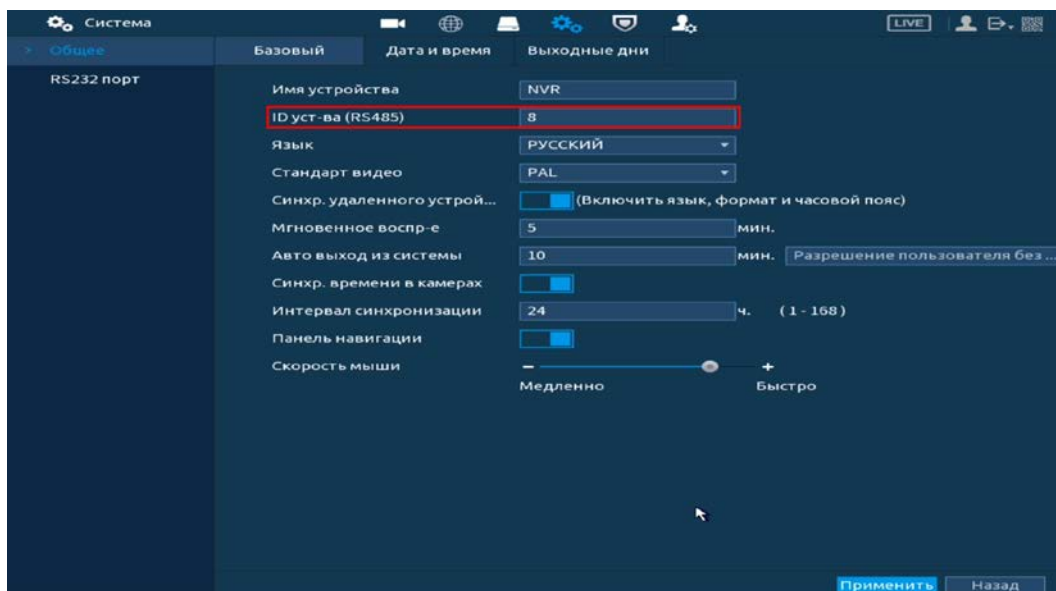 Система
LIVE
Общее
Базовый Дата и время Выходные дни
RS232 порт
Имя устройства NVR
ID уст-ва (RS485) 8
Язык РУССКИЙ
Стандарт видео PAL
Синхр. удаленного устрой... (Включить язык, формат и часовой пояс)
Мгновенное воспр-е 5 мин.
Авто выход из системы 10 мин. Разрешение пользователя без ...
Синхр. времени в камерах
Интервал синхронизации 24 ч. (1 - 168)
Панель навигации
Скорость мыши - +
Медленно Быстро
Применить Назад